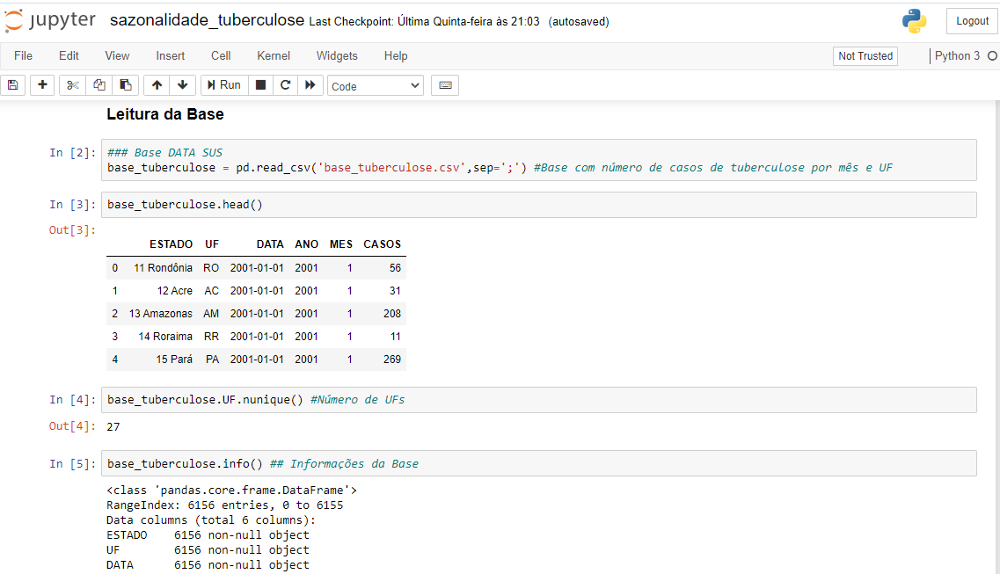 jupyter sazonalidade_tuberculose Last Checkpoint: Última Quinta-feira às 21:03 (autosaved) Logout
File Edit View Insert Cell Kernel Widgets Help Not Trusted Python 3
Run Code
Leitura da Base
In [2]: ### Base DATA SUS
base_tuberculose = pd.read_csv('base_tuberculose.csv',sep=';') #Base com número de casos de tuberculose por mês e UF
In [3]: base_tuberculose.head()
Out[3]:
ESTADO UF DATA ANO MES CASOS
0 11 Rondônia RO 2001-01-01 2001 1 56
1 12 Acre AC 2001-01-01 2001 1 31
2 13 Amazonas AM 2001-01-01 2001 1 208
3 14 Roraima RR 2001-01-01 2001 1 11
4 15 Pará PA 2001-01-01 2001 1 269
In [4]: base_tuberculose.UF.nunique() #Número de UFs
Out[4]: 27
In [5]: base_tuberculose.info() ## Informações da Base
<class 'pandas.core.frame.DataFrame'>
RangeIndex: 6156 entries, 0 to 6155
Data columns (total 6 columns):
ESTADO 6156 non-null object
UF 6156 non-null object
DATA 6156 non-null object